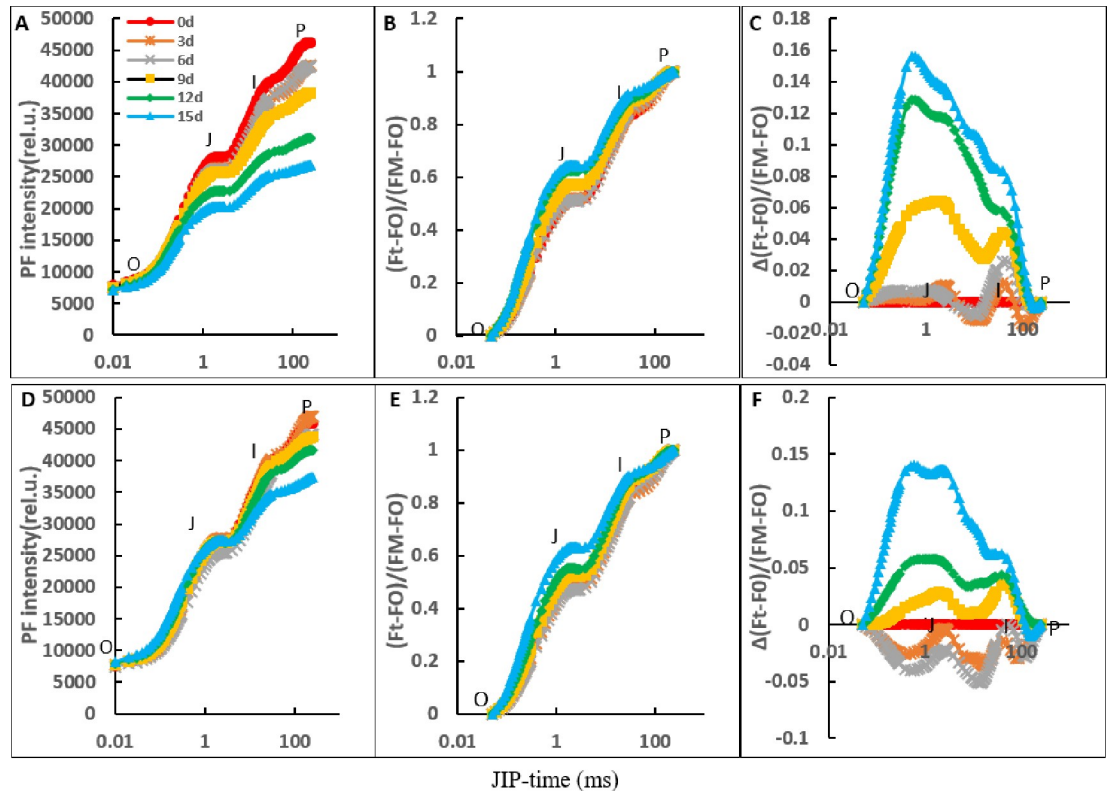 A
0d
3d
6d
9d
12d
15d
PF intensity(rel.u.)
50000
45000
40000
35000
30000
25000
20000
15000
10000
5000
0
O
J
I
P
0.01 1 100
B
(Ft-FO)/(FM-FO)
1.2
1
0.8
0.6
0.4
0.2
0
O
J
I
P
0.01 1 100
C
Δ(Ft-F0)/(FM-FO)
0.18
0.16
0.14
0.12
0.1
0.08
0.06
0.04
0.02
0
-0.02
-0.04
O
J
I
P
0.01 1 100
D
PF intensity(rel.u.)
50000
45000
40000
35000
30000
25000
20000
15000
10000
5000
0
O
J
I
P
0.01 1 100
E
(Ft-FO)/(FM-FO)
1.2
1
0.8
0.6
0.4
0.2
0
O
J
I
P
0.01 1 100
F
Δ(Ft-F0)/(FM-FO)
0.2
0.15
0.1
0.05
0
-0.05
-0.1
O
J
I
P
0.01 1 100
JIP-time (ms)